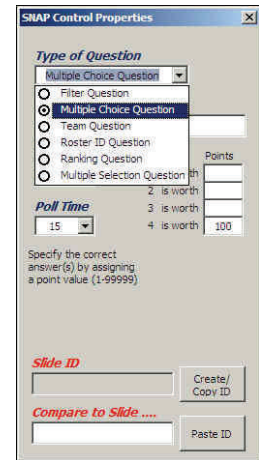 SNAP Control Properties
Type of Question
Multiple Choice Question
Filter Question
Multiple Choice Question
Team Question
Roster ID Question
Ranking Question
Multiple Selection Question
Points
th
2 is worth
Poll Time
3 is worth
15
4 is worth 100
Specify the correct
answer(s) by assigning
a point value (1-99999)
Slide ID
Create/
Copy ID
Compare to Slide ....
Paste ID